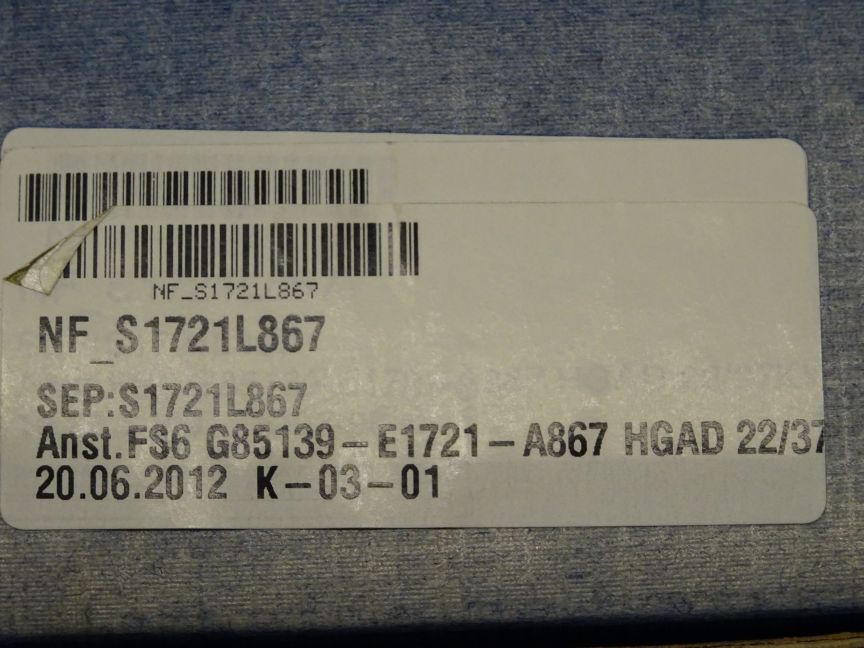 NF_S1721L867
NF_S1721L867
SEP:S1721L867
Anst.FS6 G85139-E1721-A867 HGAD 22/37
20.06.2012 K-03-01